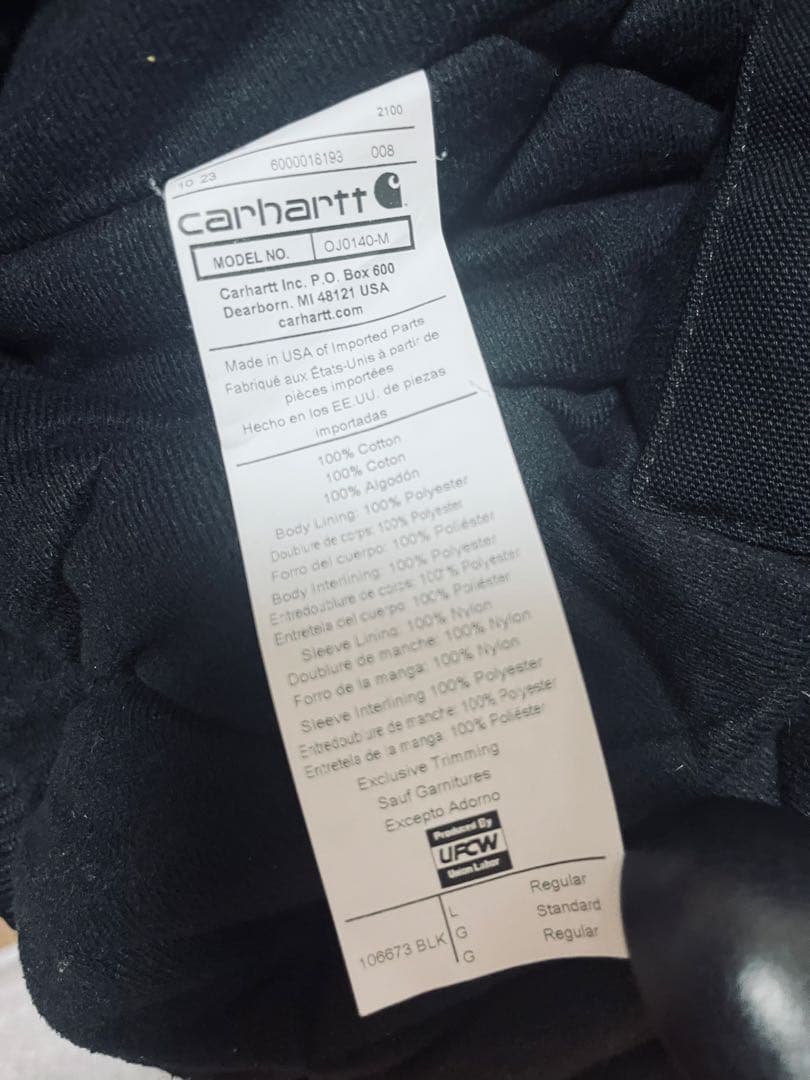 2100
10 23 6000018193 008
carhartt
MODEL NO. OJ0140-M
Carhartt Inc. P.O. Box 600
Dearborn, MI 48121 USA
carhartt.com
Made in USA of Imported Parts
Fabriqué aux États-Unis à partir de
pièces importées
Hecho en los EE.UU. de piezas
importadas
100% Cotton
100% Coton
100% Algodón
Body Lining: 100% Polyester
Doublure de corps: 100% Polyester
Forro del cuerpo: 100% Poliéster
Body Interlining: 100% Polyester
Entredoublure de corps: 100% Polyester
Entretela del cuerpo: 100% Poliéster
Sleeve Lining: 100% Nylon
Doublure de manche: 100% Nylon
Forro de la manga: 100% Nylon
Sleeve Interlining 100% Polyester
Entredoublure de manche: 100% Polyester
Entretela de la manga: 100% Poliéster
Exclusive Trimming
Sauf Garnitures
Excepto Adorno
Produced By
UFCW
Union Labor
L Regular
G Standard
106673 BLK G Regular